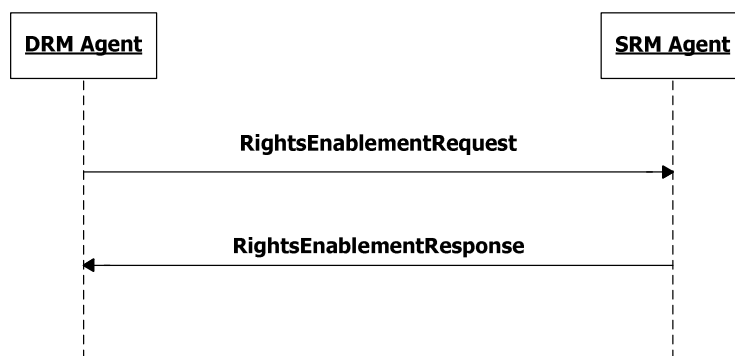 DRM Agent
SRM Agent
RightsEnablementRequest
RightsEnablementResponse